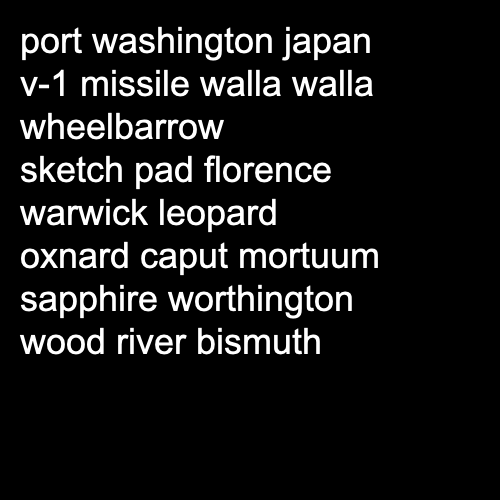 port washington japan
v-1 missile walla walla
wheelbarrow
sketch pad florence
warwick leopard
oxnard caput mortuum
sapphire worthington
wood river bismuth